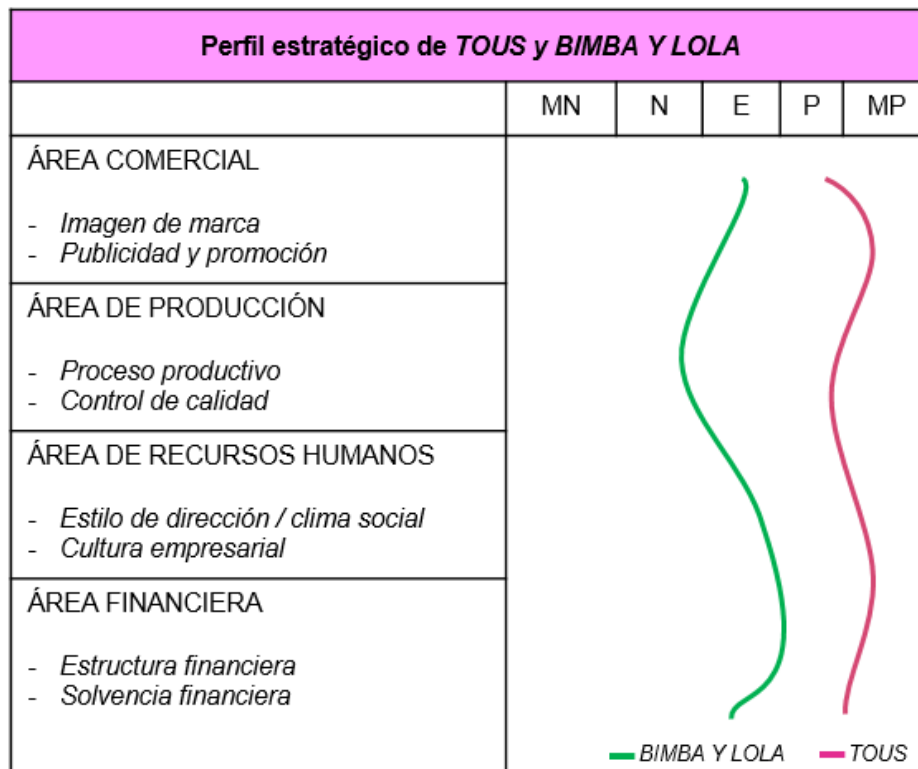 Perfil estratégico de TOUS y BIMBA Y LOLA
MN N E P MP
ÁREA COMERCIAL
- Imagen de marca
- Publicidad y promoción
ÁREA DE PRODUCCIÓN
- Proceso productivo
- Control de calidad
ÁREA DE RECURSOS HUMANOS
- Estilo de dirección / clima social
- Cultura empresarial
ÁREA FINANCIERA
- Estructura financiera
- Solvencia financiera
BIMBA Y LOLA TOUS